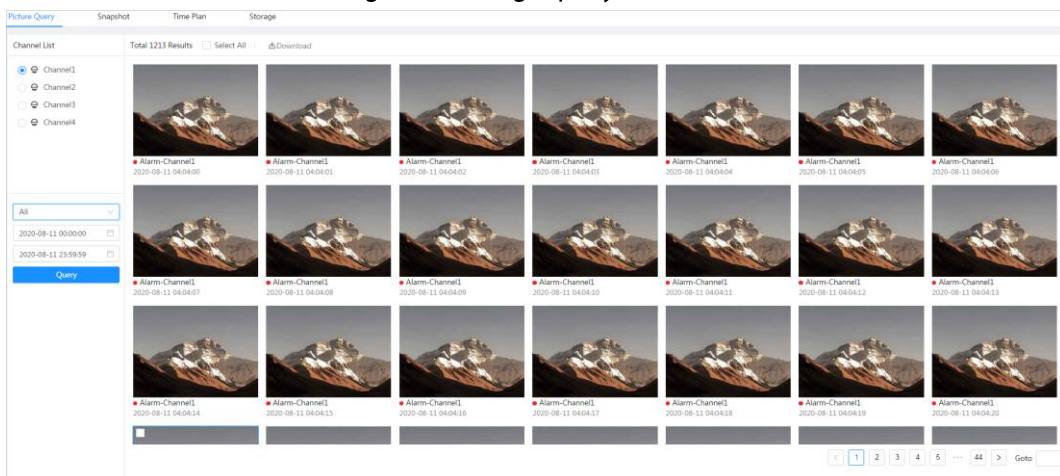 Picture Query Snapshot Time Plan Storage
Channel List Total 1213 Results Select All Download
Channel1
Channel2
Channel3
Channel4
Alarm-Channel1 Alarm-Channel1 Alarm-Channel1 Alarm-Channel1 Alarm-Channel1 Alarm-Channel1 Alarm-Channel1
2020-08-11 04:04:00 2020-08-11 04:04:01 2020-08-11 04:04:02 2020-08-11 04:04:03 2020-08-11 04:04:04 2020-08-11 04:04:05 2020-08-11 04:04:06
All
2020-08-11 00:00:00
2020-08-11 23:59:59
Query
Alarm-Channel1 Alarm-Channel1 Alarm-Channel1 Alarm-Channel1 Alarm-Channel1 Alarm-Channel1 Alarm-Channel1
2020-08-11 04:04:07 2020-08-11 04:04:08 2020-08-11 04:04:09 2020-08-11 04:04:10 2020-08-11 04:04:11 2020-08-11 04:04:12 2020-08-11 04:04:13
Alarm-Channel1 Alarm-Channel1 Alarm-Channel1 Alarm-Channel1 Alarm-Channel1 Alarm-Channel1 Alarm-Channel1
2020-08-11 04:04:14 2020-08-11 04:04:15 2020-08-11 04:04:16 2020-08-11 04:04:17 2020-08-11 04:04:18 2020-08-11 04:04:19 2020-08-11 04:04:20
< 1 2 3 4 5 ··· 44 > Goto